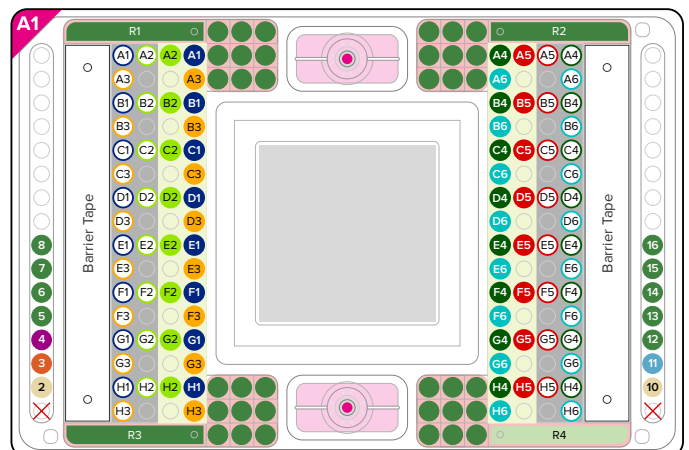 A1
R1 R2
A1 A2 A2 A1 A4 A5 A5 A4
A3 A3 A6 A6
B1 B2 B2 B1 B4 B5 B5 B4
B3 B3 B6 B6
C1 C2 C2 C1 C4 C5 C5 C4
C3 C3 C6 C6
D1 D2 D2 D1 D4 D5 D5 D4
D3 D3 D6 D6
8 E1 E2 E2 E1 E4 E5 E5 E4 16
7 E3 E3 E6 E6 15
6 F1 F2 F2 F1 F4 F5 F5 F4 14
5 F3 F3 F6 F6 13
4 G1 G2 G2 G1 G4 G5 G5 G4 12
3 G3 G3 G6 G6 11
2 H1 H2 H2 H1 H4 H5 H5 H4 10
H3 H3 H6 H6
Barrier Tape
Barrier Tape
R3 R4